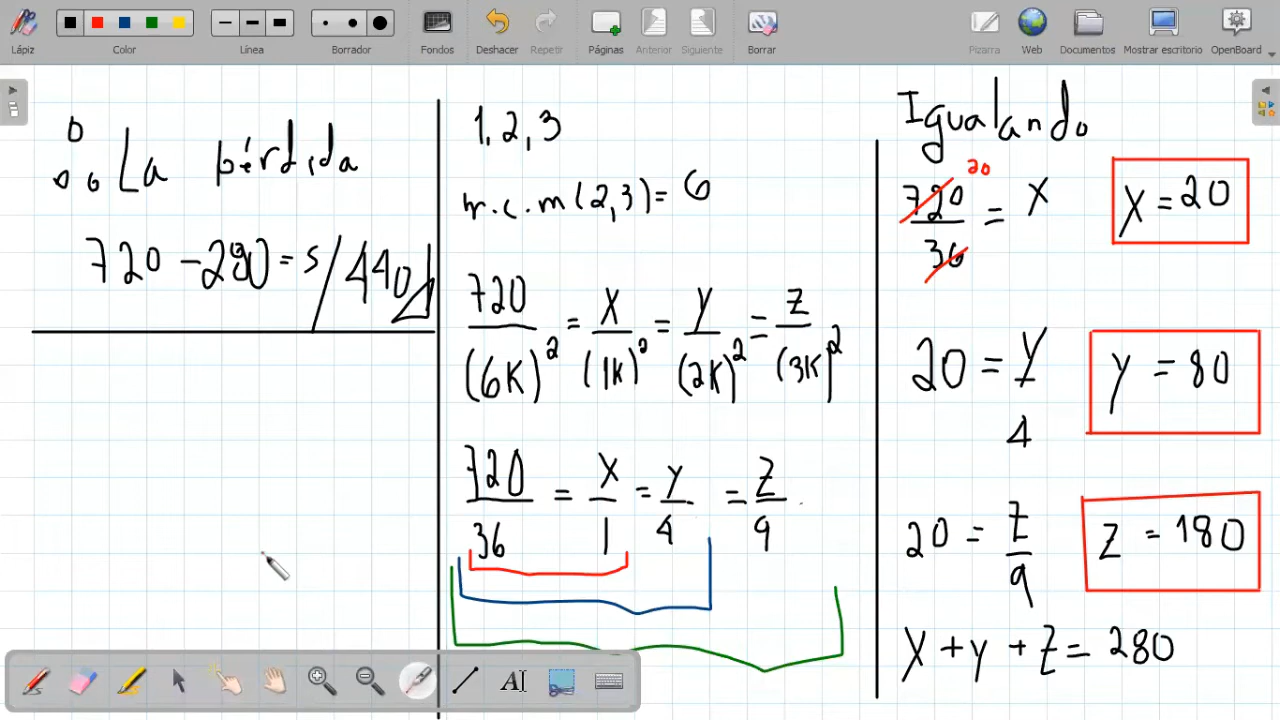 Lápiz
Color
Línea
Borrador
Fondos
Deshacer
Repetir
Páginas
Anterior
Siguiente
Borrar
Pizarra
Web
Documentos
Mostrar escritorio
OpenBoard
La pérdida
720 - 280 = s/440
1, 2, 3
m.c.m(2,3) = 6
720/(6K)² = X/(1K)² = Y/(2K)² = Z/(3K)²
720/36 = X/1 = Y/4 = Z/9
Igualando
20
720/36 = X
X = 20
20 = Y/4
Y = 80
20 = Z/9
Z = 180
X + Y + Z = 280